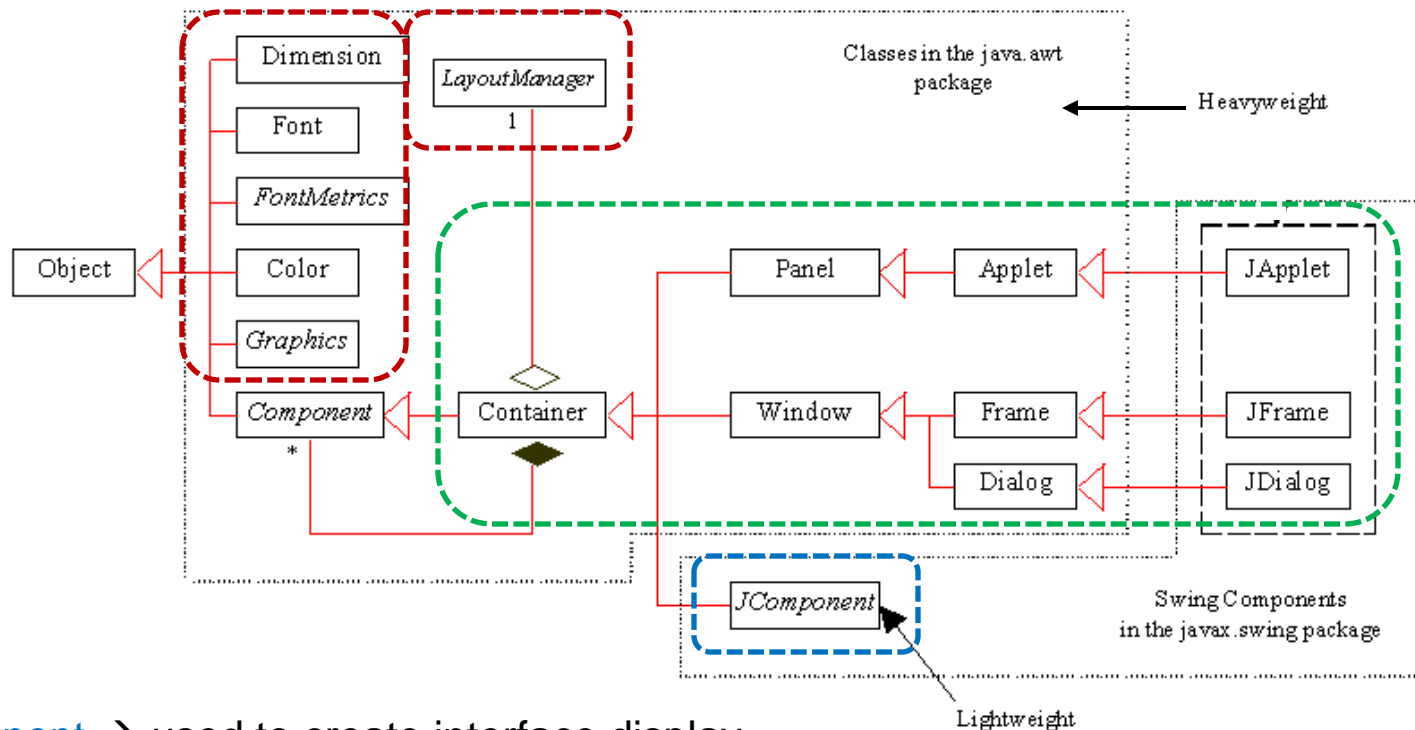 Dimension
LayoutManager
Classes in the java.awt
package
Heavyweight
Font
1
FontMetrics
Object
Color
Panel
Applet
JApplet
Graphics
Component
Container
Window
Frame
JFrame
*
Dialog
JDialog
JComponent
Swing Components
in the javax.swing package
Lightweight
→ used to create interface display